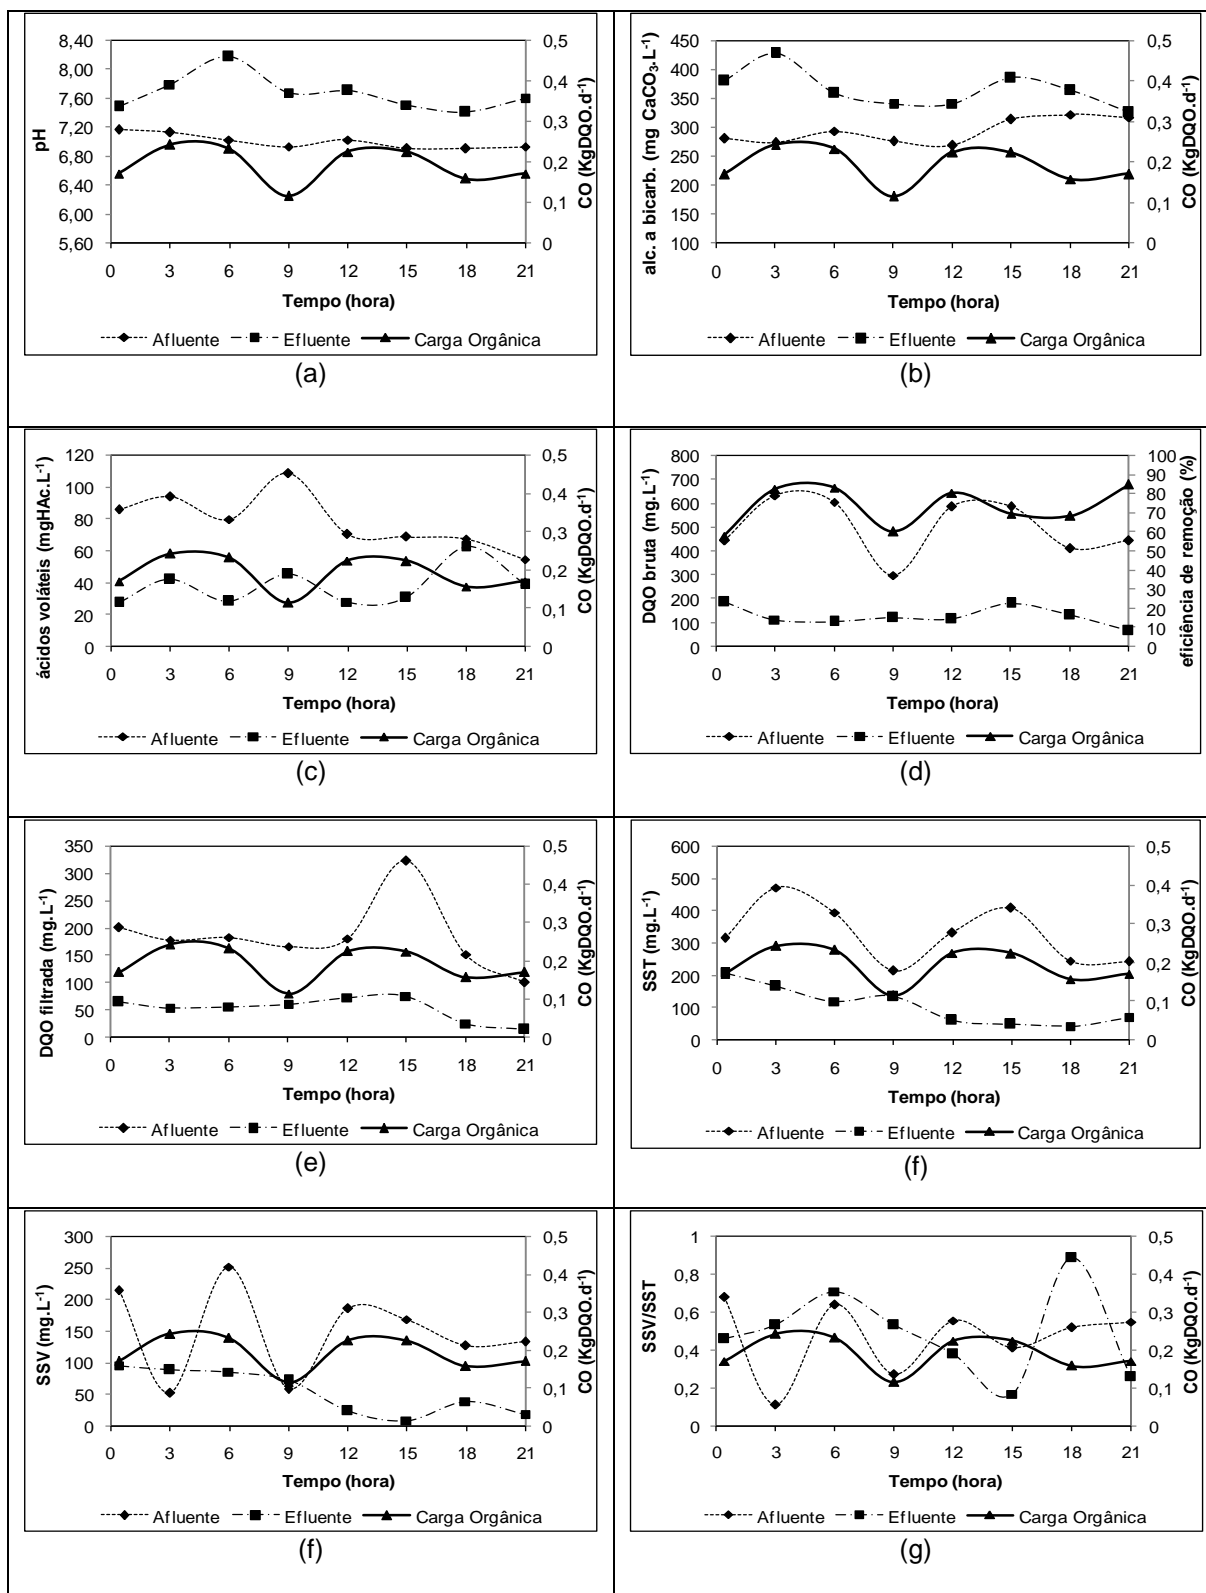 8,40
8,00
7,60
7,20
6,80
6,40
6,00
5,60
pH
0,5
0,4
0,3
0,2
0,1
0
CO (KgDQO.d-1)
0 3 6 9 12 15 18 21
Tempo (hora)
Afluente Efluente Carga Orgânica
(a)
450
400
350
300
250
200
150
100
alc. a bicarb. (mg CaCO3.L-1)
0,5
0,4
0,3
0,2
0,1
0
CO (KgDQO.d-1)
0 3 6 9 12 15 18 21
Tempo (hora)
Afluente Efluente Carga Orgânica
(b)
120
100
80
60
40
20
0
ácidos voláteis (mgHAc.L-1)
0,5
0,4
0,3
0,2
0,1
0
CO (KgDQO.d-1)
0 3 6 9 12 15 18 21
Tempo (hora)
Afluente Efluente Carga Orgânica
(c)
800
700
600
500
400
300
200
100
0
DQO bruta (mg.L-1)
100
90
80
70
60
50
40
30
20
10
0
eficiência de remoção (%)
0 3 6 9 12 15 18 21
Tempo (hora)
Afluente Efluente Carga Orgânica
(d)
350
300
250
200
150
100
50
0
DQO filtrada (mg.L-1)
0,5
0,4
0,3
0,2
0,1
0
CO (KgDQO.d-1)
0 3 6 9 12 15 18 21
Tempo (hora)
Afluente Efluente Carga Orgânica
(e)
600
500
400
300
200
100
0
SST (mg.L-1)
0,5
0,4
0,3
0,2
0,1
0
CO (KgDQO.d-1)
0 3 6 9 12 15 18 21
Tempo (hora)
Afluente Efluente Carga Orgânica
(f)
300
250
200
150
100
50
0
SSV (mg.L-1)
0,5
0,4
0,3
0,2
0,1
0
CO (KgDQO.d-1)
0 3 6 9 12 15 18 21
Tempo (hora)
Afluente Efluente Carga Orgânica
(f)
1
0,8
0,6
0,4
0,2
0
SSV/SST
0,5
0,4
0,3
0,2
0,1
0
CO (KgDQO.d-1)
0 3 6 9 12 15 18 21
Tempo (hora)
Afluente Efluente Carga Orgânica
(g)